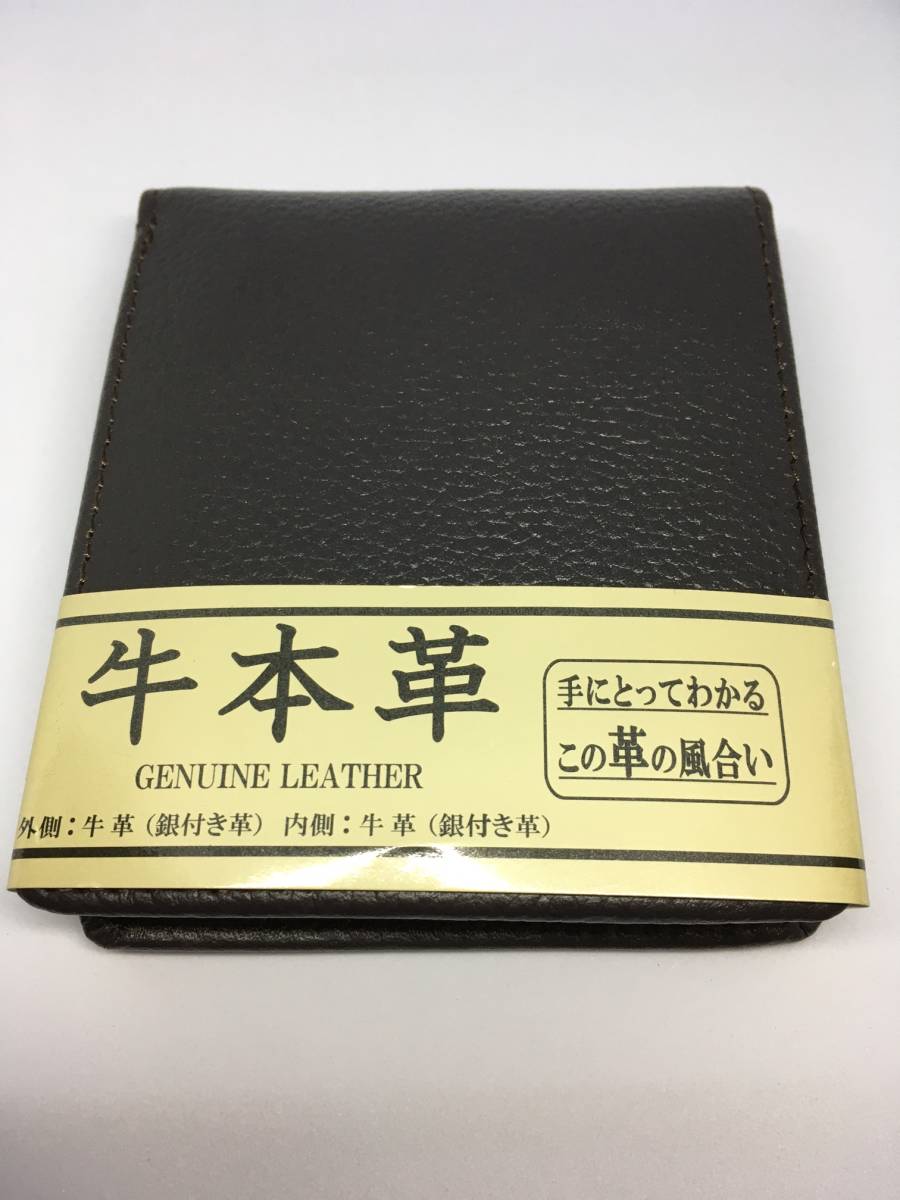 牛本革
GENUINE LEATHER
手にとってわかる
この革の風合い
外側：牛革（銀付き革） 内側：牛革（銀付き革）